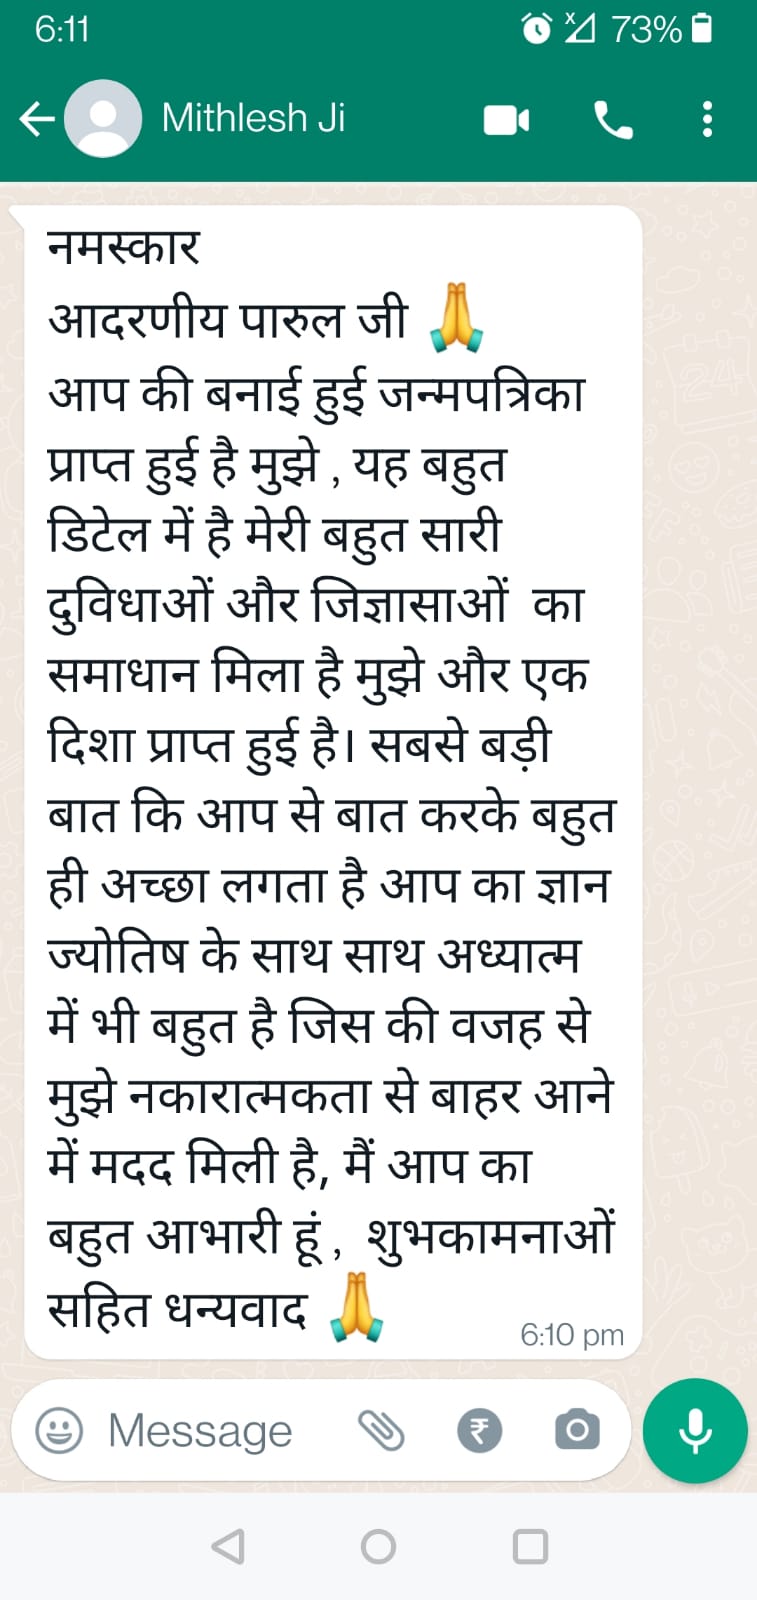 6:11
x 73%
Mithlesh Ji
नमस्कार
आदरणीय पारुल जी 🙏
आप की बनाई हुई जन्मपत्रिका
प्राप्त हुई है मुझे , यह बहुत
डिटेल में है मेरी बहुत सारी
दुविधाओं और जिज्ञासाओं  का
समाधान मिला है मुझे और एक
दिशा प्राप्त हुई है। सबसे बड़ी
बात कि आप से बात करके बहुत
ही अच्छा लगता है आप का ज्ञान
ज्योतिष के साथ साथ अध्यात्म
में भी बहुत है जिस की वजह से
मुझे नकारात्मकता से बाहर आने
में मदद मिली है, मैं आप का
बहुत आभारी हूं ,  शुभकामनाओं
सहित धन्यवाद 🙏
6:10 pm
Message
₹